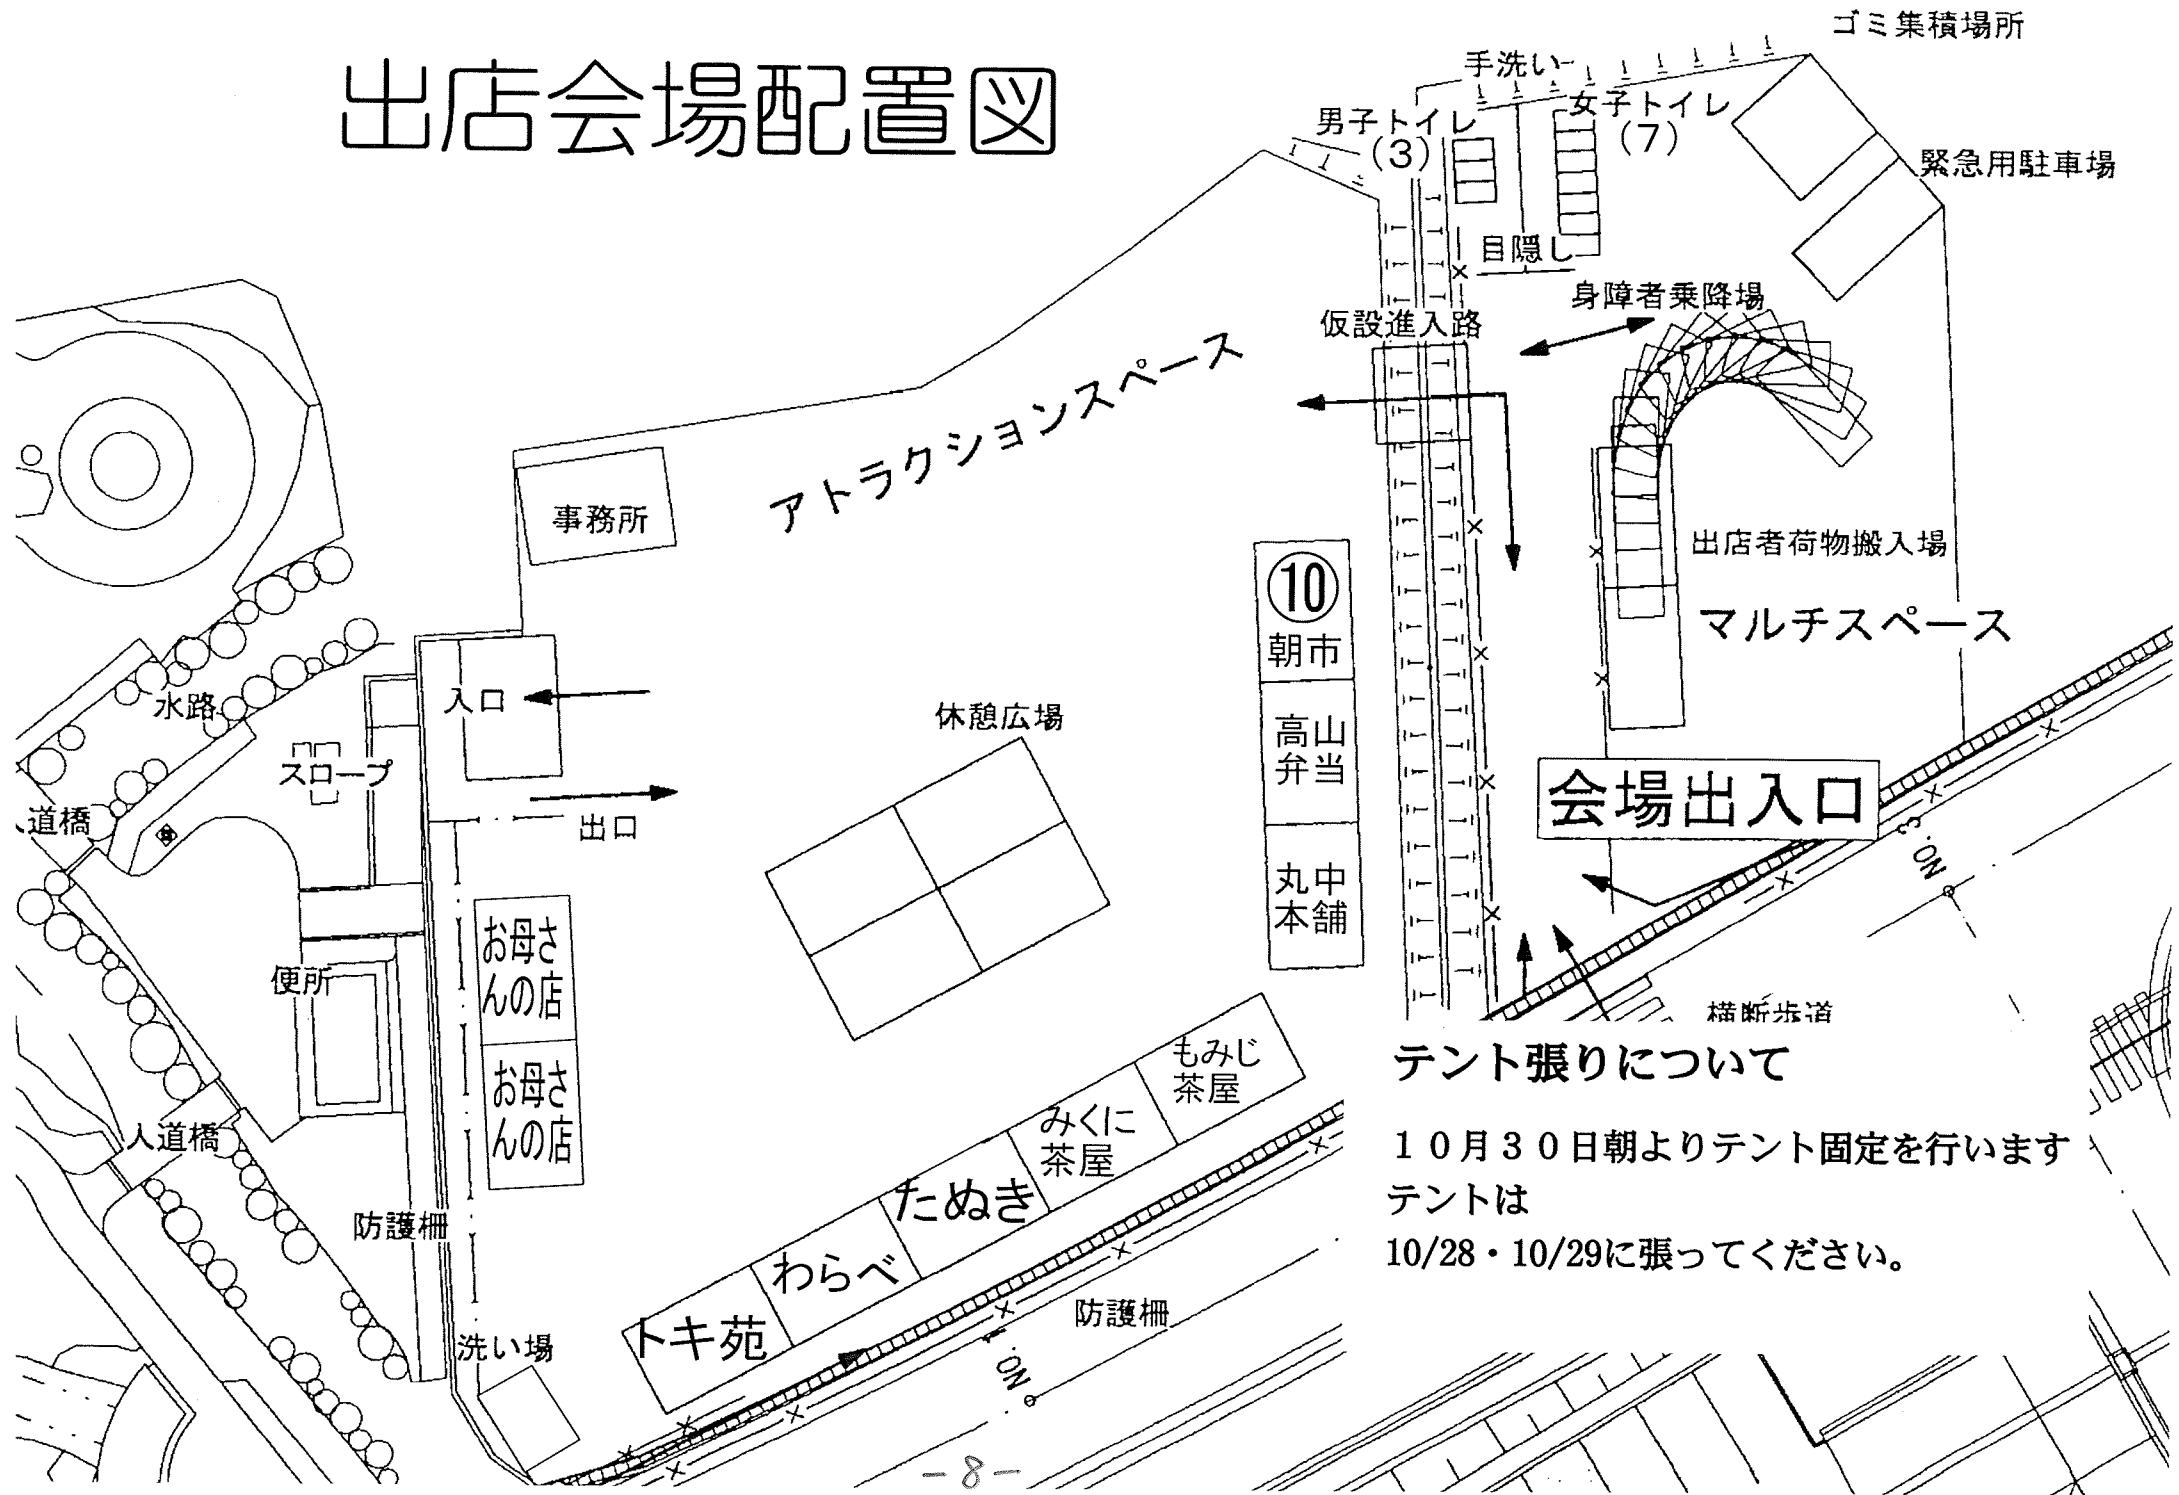 出店会場配置図
ゴミ集積場所
手洗い
男子トイレ
(3)
女子トイレ
(7)
緊急用駐車場
目隠し
身障者乗降場
仮設進入路
アトラクションスペース
事務所
出店者荷物搬入場
マルチスペース
⑩
朝市
高山
弁当
丸中
本舗
入口
水路
休憩広場
スロープ
出口
会場出入口
道橋
NO. 3
お母さ
んの店
便所
横断歩道
お母さ
んの店
もみじ
茶屋
みくに
茶屋
たぬき
わらべ
トキ苑
人道橋
防護柵
洗い場
防護柵
NO. 1
テント張りについて
10月30日朝よりテント固定を行います
テントは
10/28・10/29に張ってください。
-8-